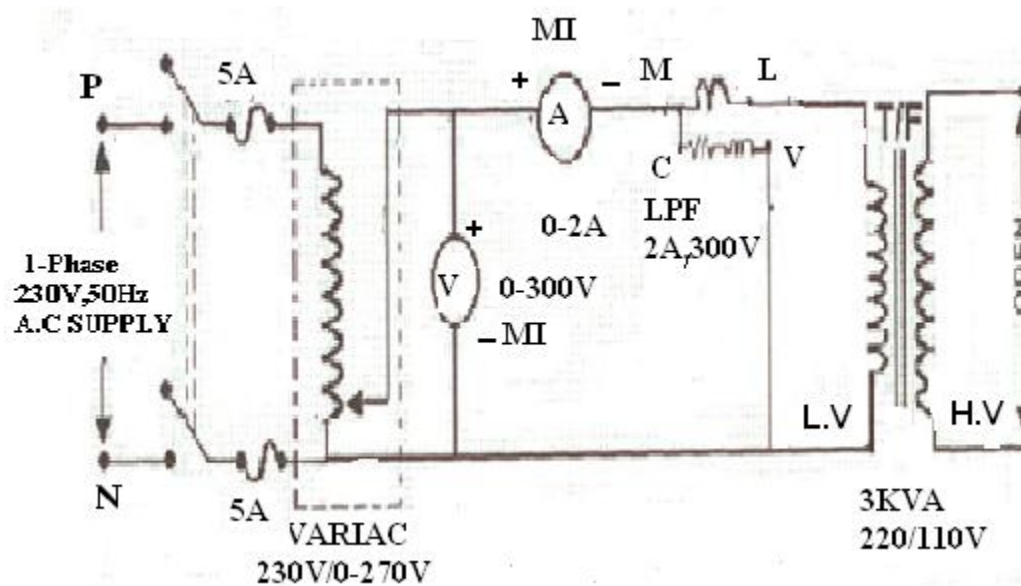 MI
5A
+
–
M
L
P
A
T/F
C
V
LPF
2A,300V
0-2A
+
V
0-300V
– MI
1-Phase
230V,50Hz
A.C SUPPLY
OPEN
L.V
H.V
N
5A
VARIAC
230V/0-270V
3KVA
220/110V